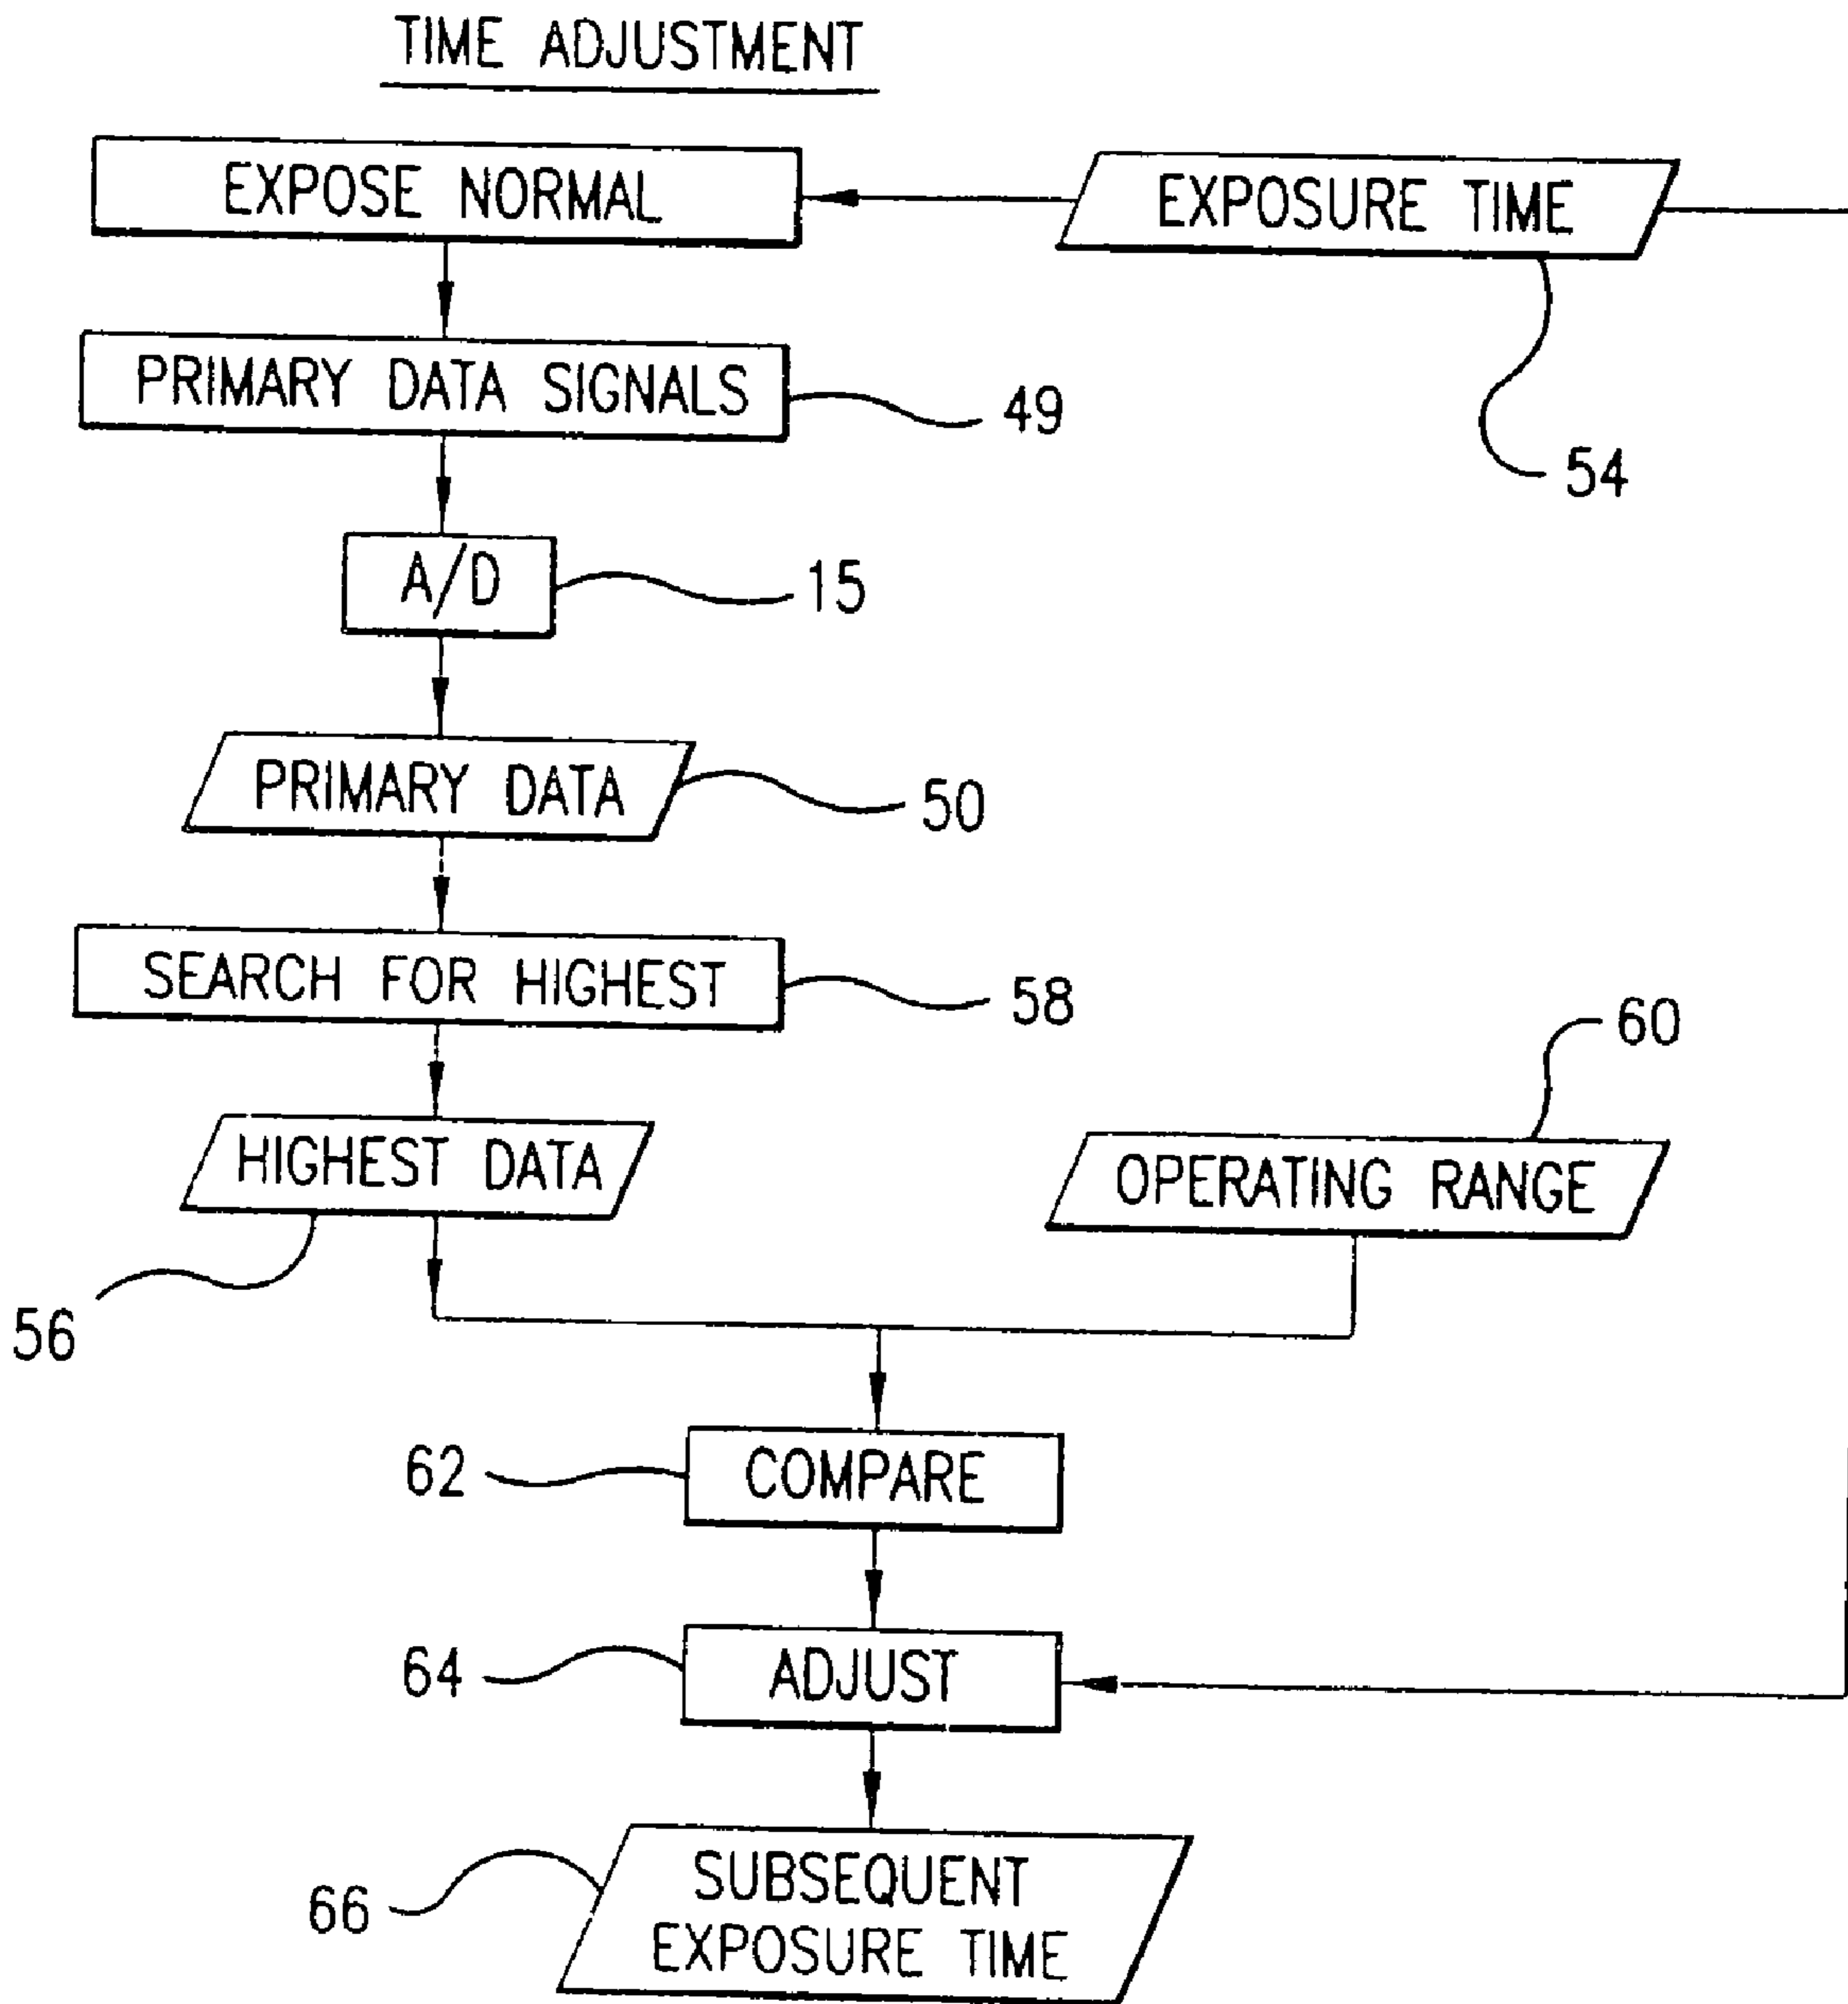 TIME ADJUSTMENT
EXPOSE NORMAL
EXPOSURE TIME
PRIMARY DATA SIGNALS
49
54
A/D
15
PRIMARY DATA
50
SEARCH FOR HIGHEST
58
60
HIGHEST DATA
OPERATING RANGE
56
62
COMPARE
64
ADJUST
66
SUBSEQUENT
EXPOSURE TIME